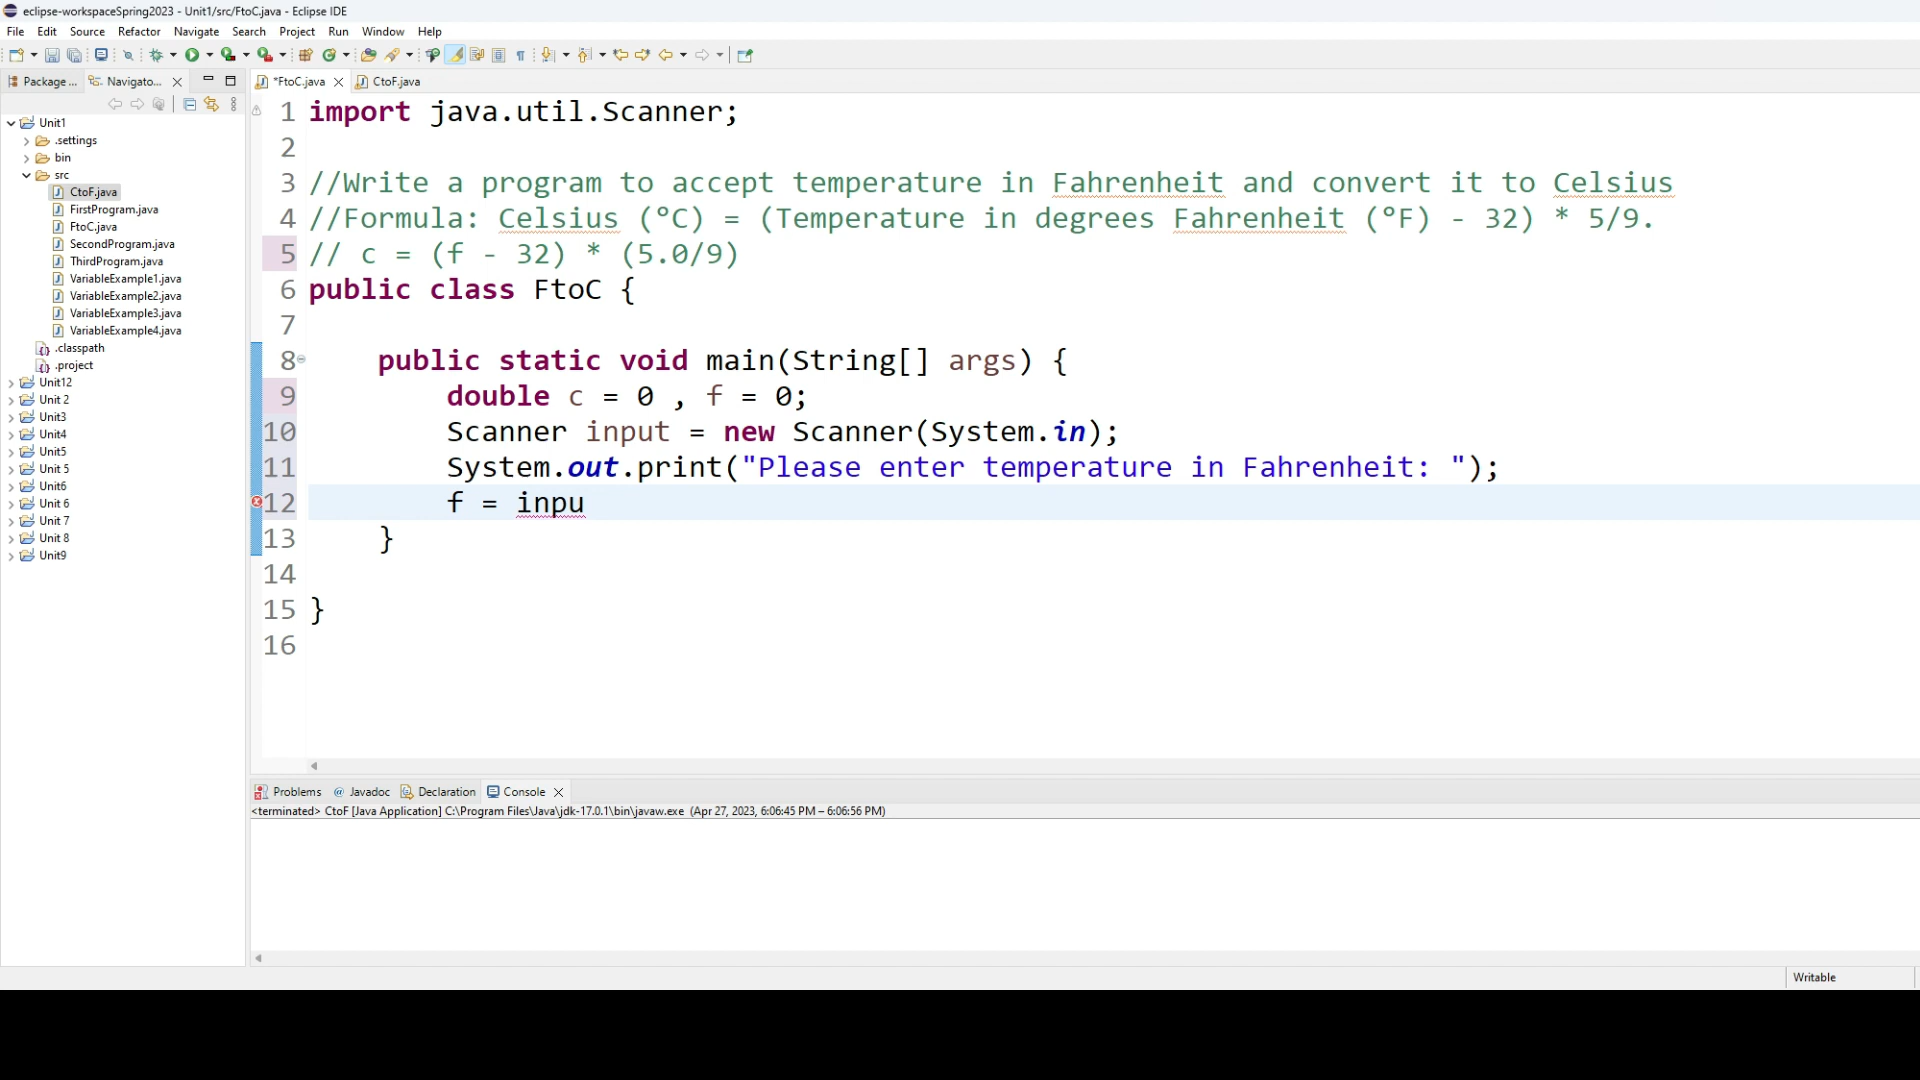 eclipse-workspaceSpring2023 - Unit1/src/FtoC.java - Eclipse IDE
File Edit Source Refactor Navigate Search Project Run Window Help
Package ... Navigato...
*FtoC.java CtoF.java
Unit1
.settings
bin
src
CtoF.java
FirstProgram.java
FtoC.java
SecondProgram.java
ThirdProgram.java
VariableExample1.java
VariableExample2.java
VariableExample3.java
VariableExample4.java
.classpath
.project
Unit12
Unit 2
Unit3
Unit4
Unit5
Unit 5
Unit6
Unit 6
Unit 7
Unit 8
Unit9
1 import java.util.Scanner;
2
3 //Write a program to accept temperature in Fahrenheit and convert it to Celsius
4 //Formula: Celsius (°C) = (Temperature in degrees Fahrenheit (°F) - 32) * 5/9.
5 // c = (f - 32) * (5.0/9)
6 public class FtoC {
7
8 public static void main(String[] args) {
9 double c = 0 , f = 0;
10 Scanner input = new Scanner(System.in);
11 System.out.print("Please enter temperature in Fahrenheit: ");
12 f = inpu
13 }
14
15 }
16
Problems Javadoc Declaration Console
<terminated> CtoF [Java Application] C:\Program Files\Java\jdk-17.0.1\bin\javaw.exe (Apr 27, 2023, 6:06:45 PM – 6:06:56 PM)
Writable